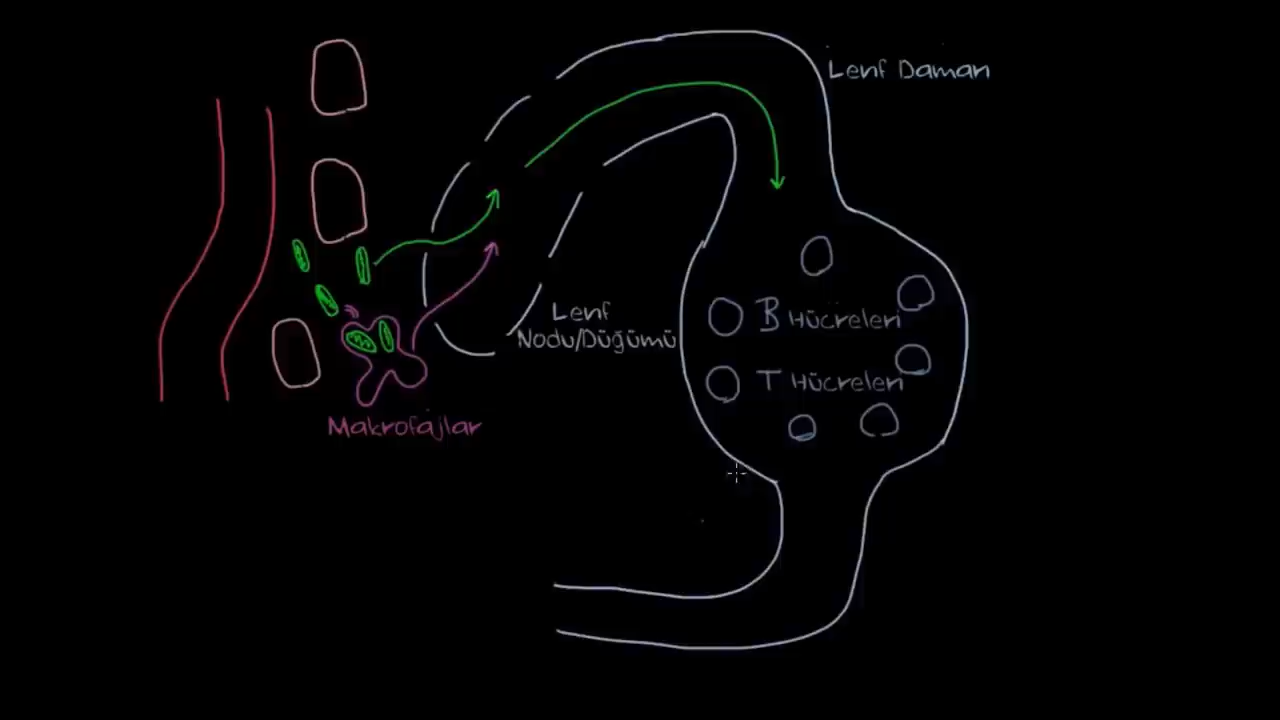 Lenf Damarı
Lenf
Nodu/Düğümü
B Hücreleri
T Hücreleri
Makrofajlar